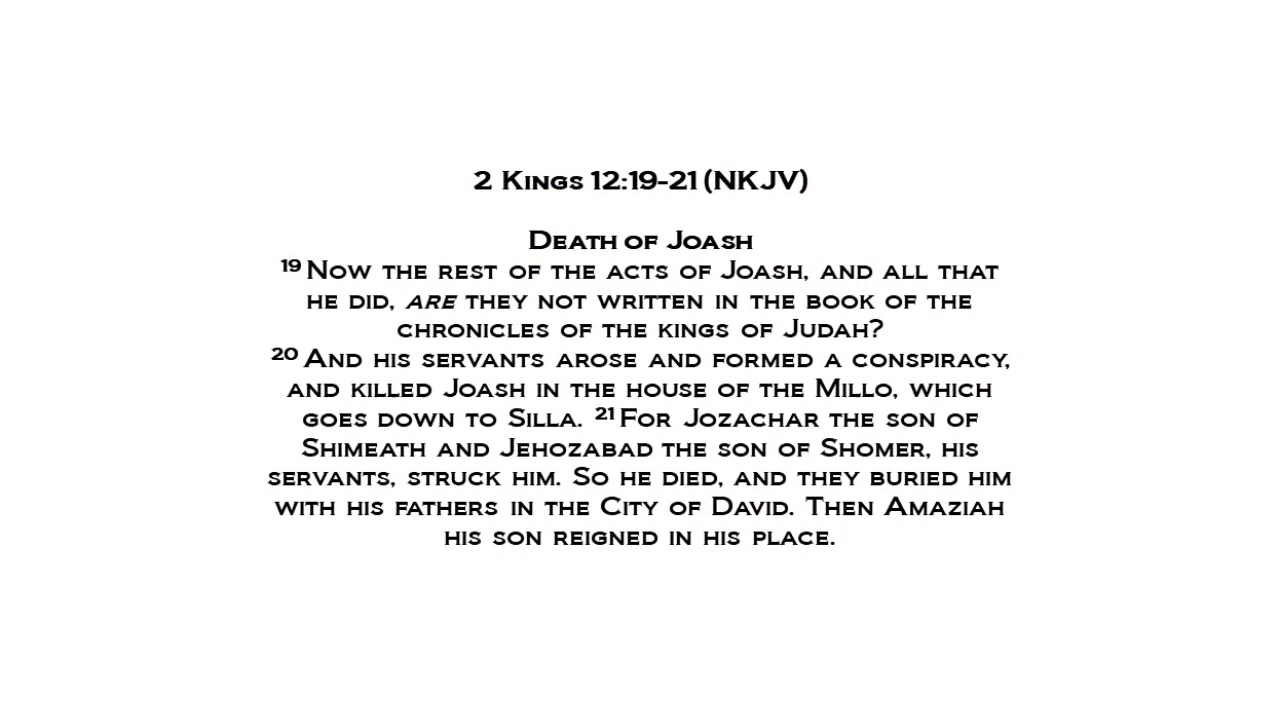 2 Kings 12:19-21 (NKJV)
Death of Joash
19 Now the rest of the acts of Joash, and all that
he did, are they not written in the book of the
chronicles of the kings of Judah?
20 And his servants arose and formed a conspiracy,
and killed Joash in the house of the Millo, which
goes down to Silla. 21 For Jozachar the son of
Shimeath and Jehozabad the son of Shomer, his
servants, struck him. So he died, and they buried him
with his fathers in the City of David. Then Amaziah
his son reigned in his place.